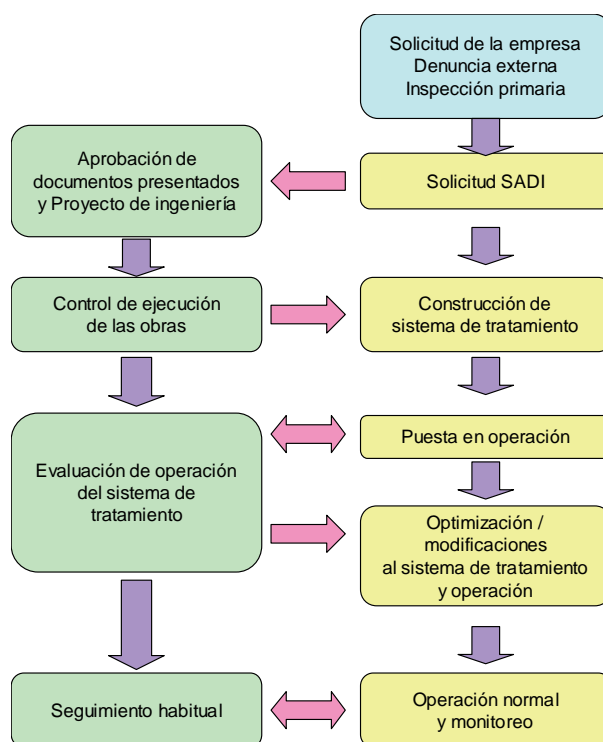 Solicitud de la empresa
Denuncia externa
Inspección primaria
Aprobación de
documentos presentados
y Proyecto de ingeniería
Solicitud SADI
Control de ejecución
de las obras
Construcción de
sistema de tratamiento
Puesta en operación
Evaluación de operación
del sistema de
tratamiento
Optimización /
modificaciones
al sistema de tratamiento
y operación
Seguimiento habitual
Operación normal
y monitoreo